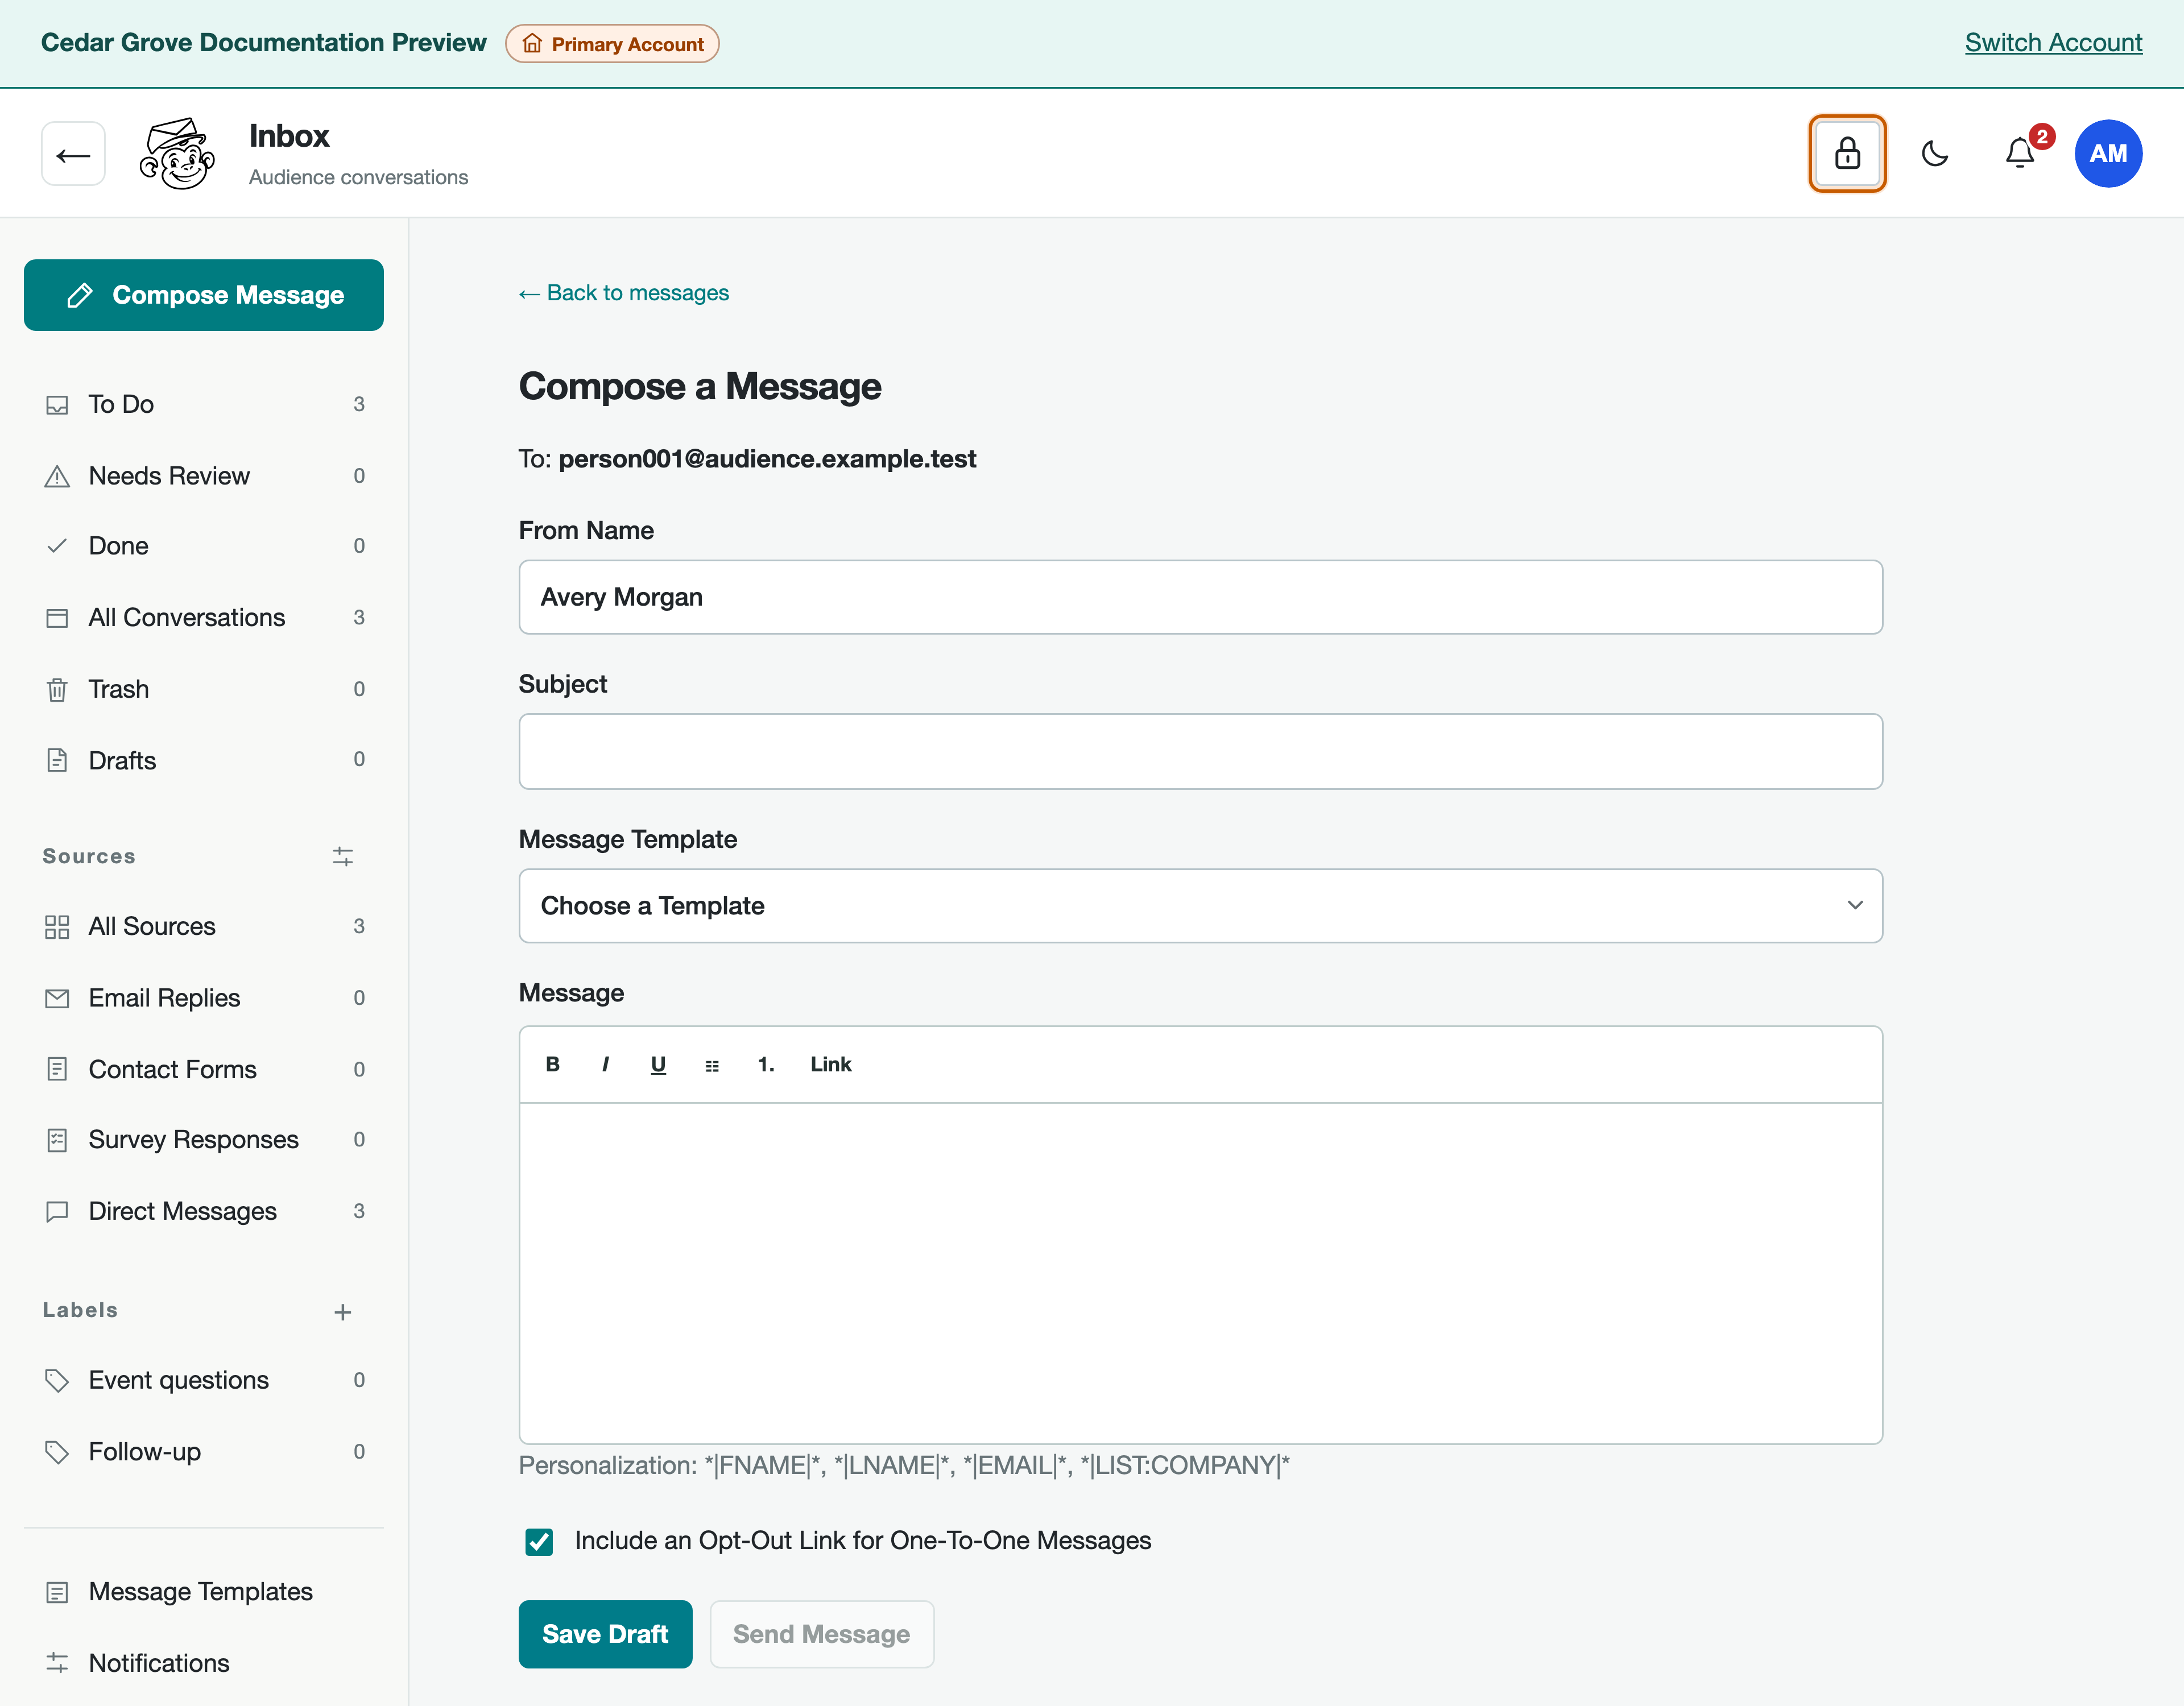 Cedar Grove Documentation Preview
Primary Account
Switch Account
Inbox
Audience conversations
2
AM
Compose Message
To Do 3
Needs Review 0
Done 0
All Conversations 3
Trash 0
Drafts 0
Sources
All Sources 3
Email Replies 0
Contact Forms 0
Survey Responses 0
Direct Messages 3
Labels +
Event questions 0
Follow-up 0
Message Templates
Notifications
← Back to messages
Compose a Message
To: person001@audience.example.test
From Name
Avery Morgan
Subject
Message Template
Choose a Template
Message
B I U 1. Link
Personalization: *|FNAME|*, *|LNAME|*, *|EMAIL|*, *|LIST:COMPANY|*
Include an Opt-Out Link for One-To-One Messages
Save Draft Send Message